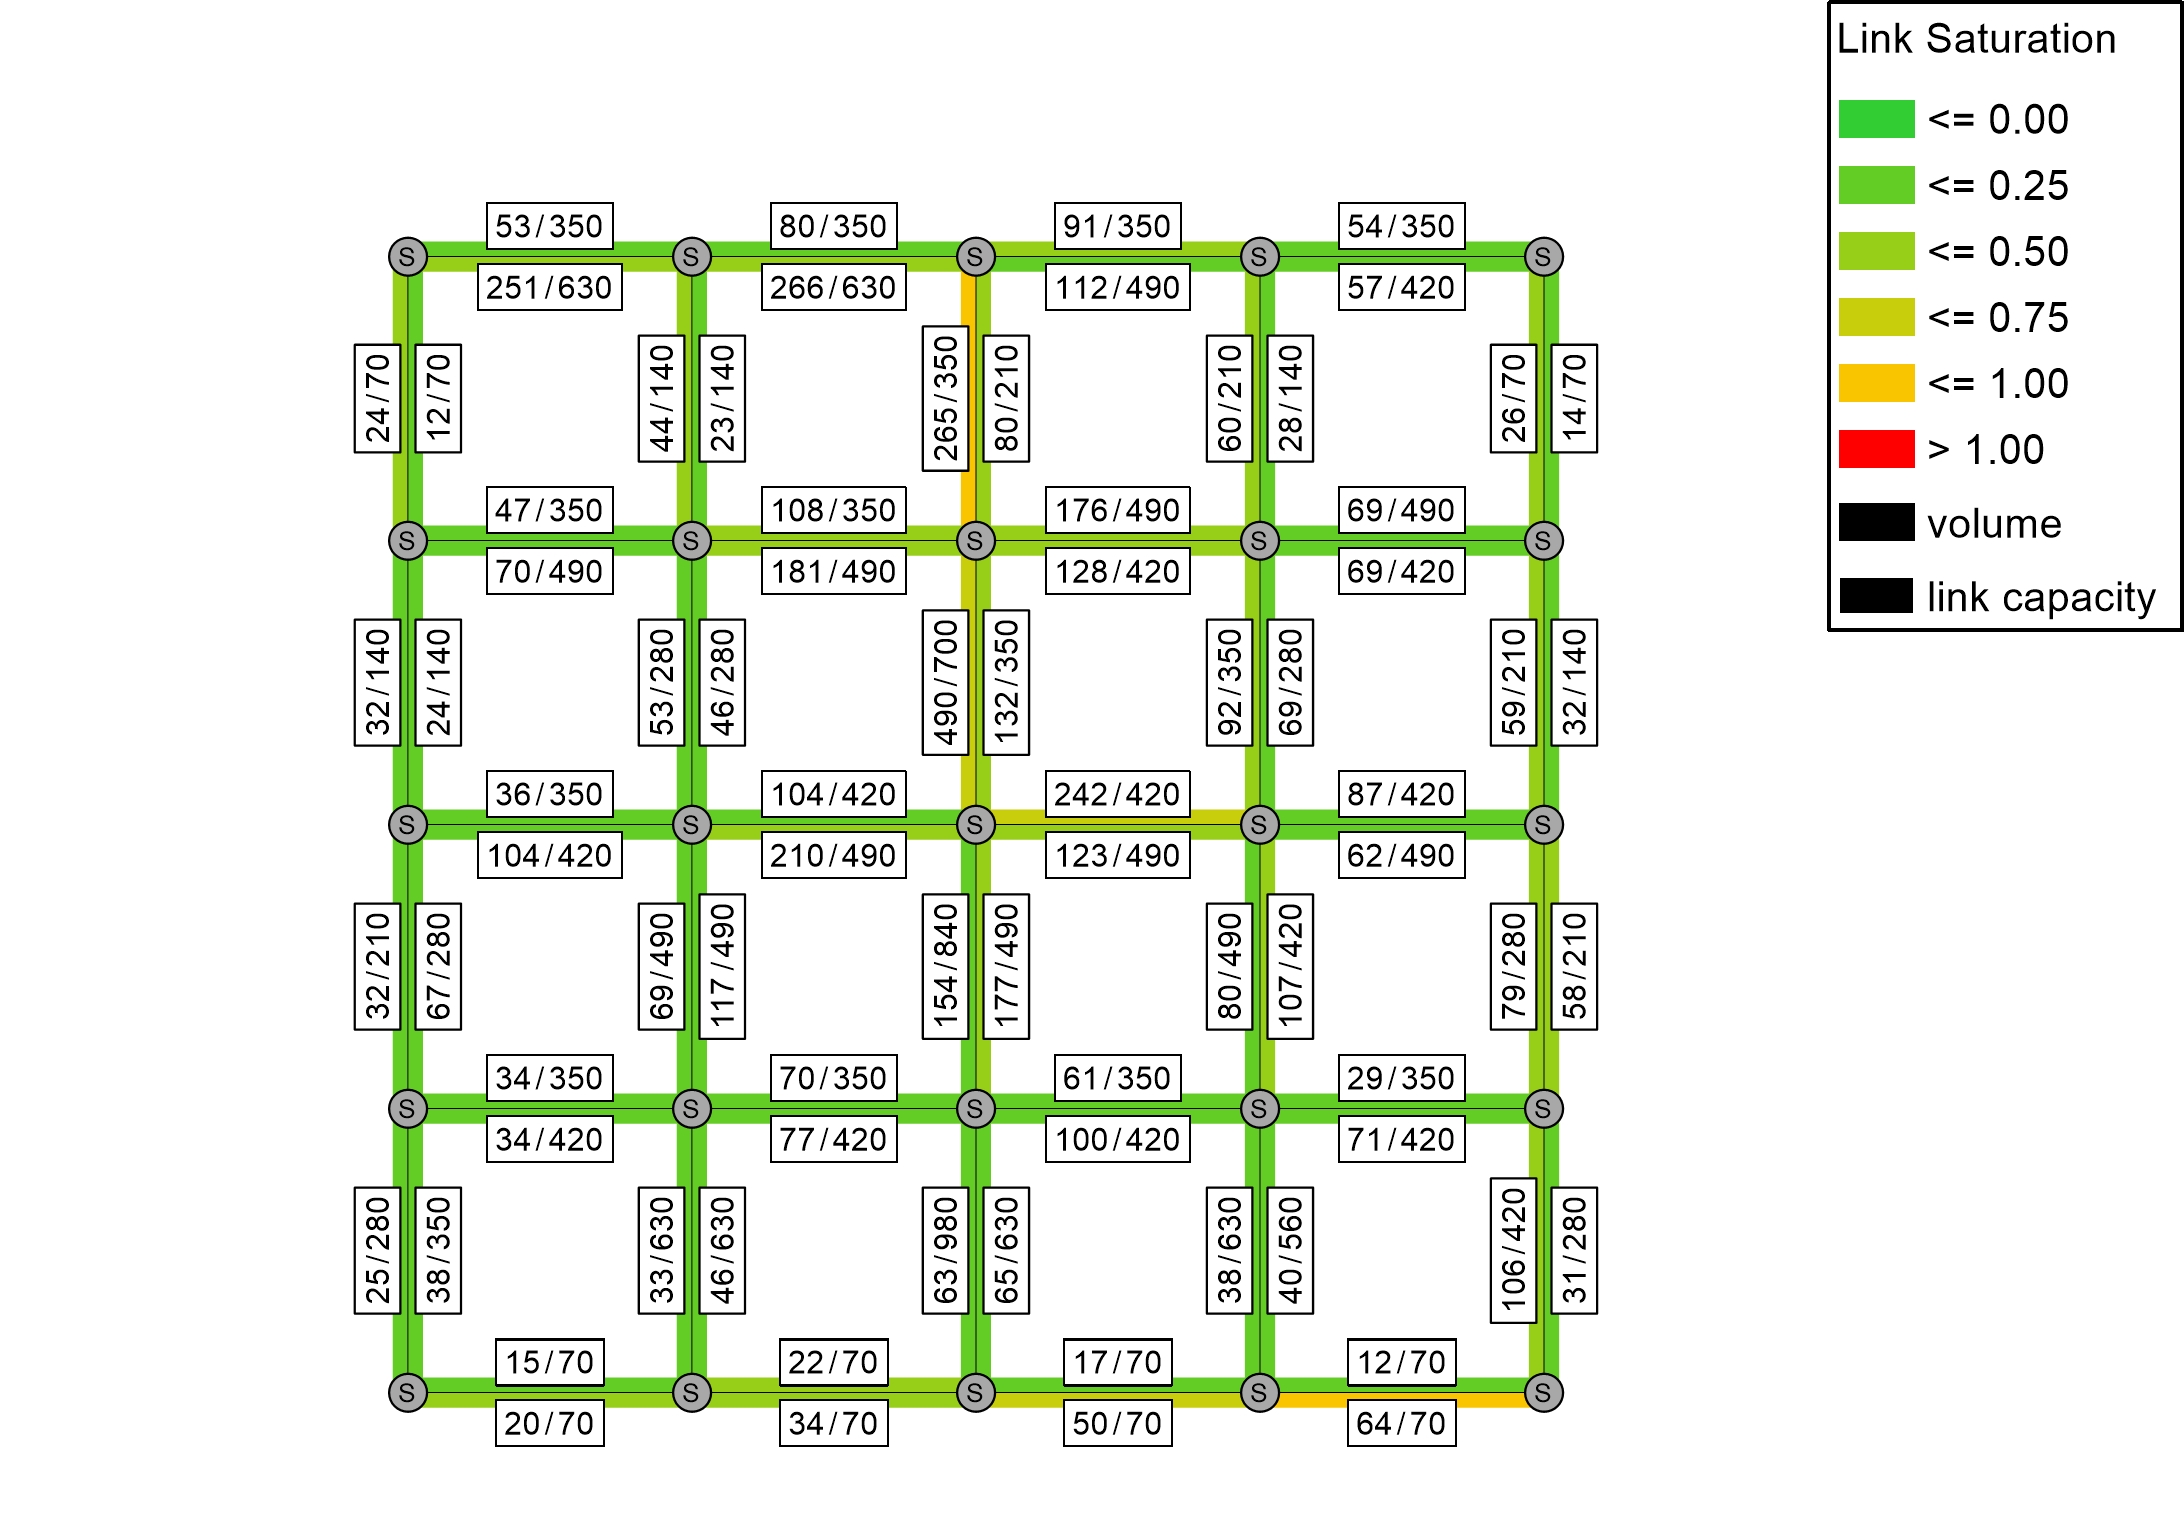 Link Saturation
<= 0.00
<= 0.25
<= 0.50
<= 0.75
<= 1.00
> 1.00
volume
link capacity
53/350 80/350 91/350 54/350
S S S S S
251/630 266/630 112/490 57/420
24/70 12/70 44/140 23/140 265/350 80/210 60/210 28/140 26/70 14/70
47/350 108/350 176/490 69/490
S S S S S
70/490 181/490 128/420 69/420
32/140 24/140 53/280 46/280 490/700 132/350 92/350 69/280 59/210 32/140
36/350 104/420 242/420 87/420
S S S S S
104/420 210/490 123/490 62/490
32/210 67/280 69/490 117/490 154/840 177/490 80/490 107/420 79/280 58/210
34/350 70/350 61/350 29/350
S S S S S
34/420 77/420 100/420 71/420
25/280 38/350 33/630 46/630 63/980 65/630 38/630 40/560 106/420 31/280
15/70 22/70 17/70 12/70
S S S S S
20/70 34/70 50/70 64/70